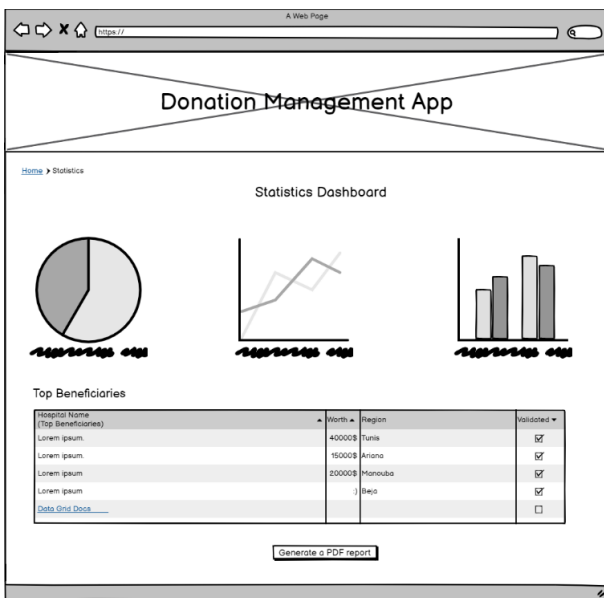 A Web Page
https://
Donation Management App
Home > Statistics
Statistics Dashboard
Top Beneficiaries
Hospital Name
(Top Beneficiaries) Worth Region Validated
Lorem ipsum. 40000$ Tunis
Lorem ipsum. 15000$ Ariana
Lorem ipsum 20000$ Manouba
Lorem ipsum :) Beja
Data Grid Docs
Generate a PDF report